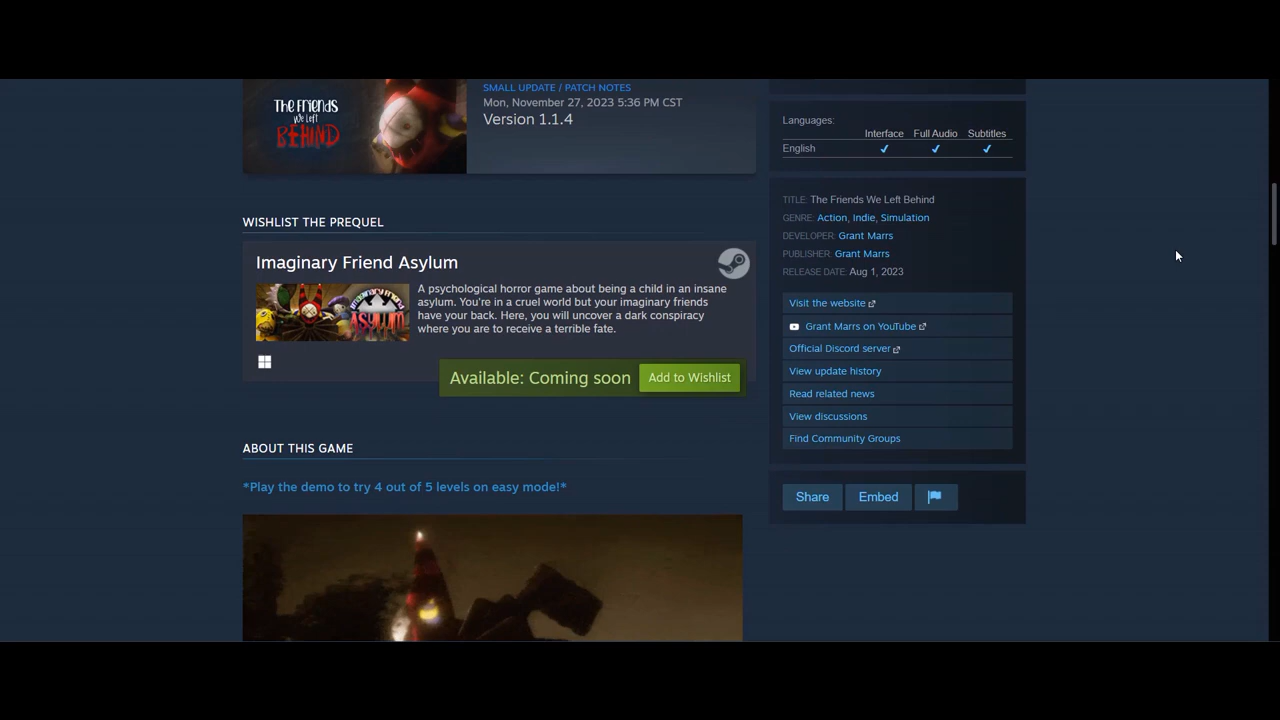 THE FRIENDS
WE LEFT
BEHIND
SMALL UPDATE / PATCH NOTES
Mon, November 27, 2023 5:36 PM CST
Version 1.1.4
WISHLIST THE PREQUEL
Imaginary Friend Asylum
IMAGINARY FRIEND
ASYLUM
A psychological horror game about being a child in an insane
asylum. You're in a cruel world but your imaginary friends
have your back. Here, you will uncover a dark conspiracy
where you are to receive a terrible fate.
Available: Coming soon
Add to Wishlist
ABOUT THIS GAME
*Play the demo to try 4 out of 5 levels on easy mode!*
Languages:
Interface Full Audio Subtitles
English ✔ ✔ ✔
TITLE: The Friends We Left Behind
GENRE: Action, Indie, Simulation
DEVELOPER: Grant Marrs
PUBLISHER: Grant Marrs
RELEASE DATE: Aug 1, 2023
Visit the website
Grant Marrs on YouTube
Official Discord server
View update history
Read related news
View discussions
Find Community Groups
Share
Embed